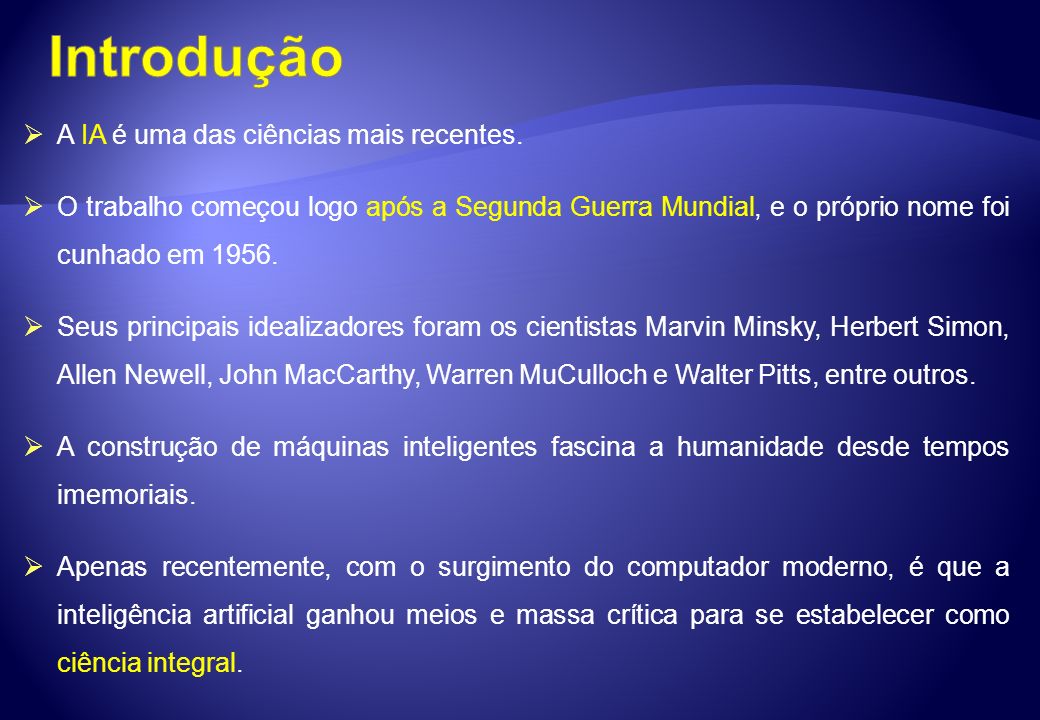 Introdução
➢ A IA é uma das ciências mais recentes.
➢ O trabalho começou logo após a Segunda Guerra Mundial, e o próprio nome foi
cunhado em 1956.
➢ Seus principais idealizadores foram os cientistas Marvin Minsky, Herbert Simon,
Allen Newell, John MacCarthy, Warren MuCulloch e Walter Pitts, entre outros.
➢ A construção de máquinas inteligentes fascina a humanidade desde tempos
imemoriais.
➢ Apenas recentemente, com o surgimento do computador moderno, é que a
inteligência artificial ganhou meios e massa crítica para se estabelecer como
ciência integral.